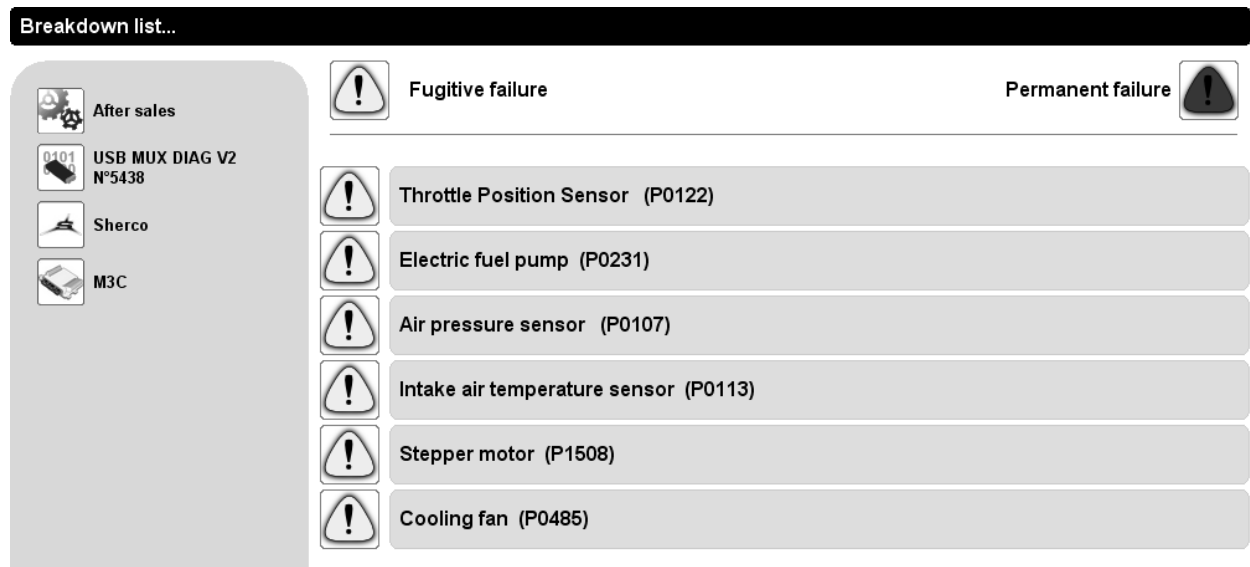 Breakdown list...
After sales
USB MUX DIAG V2
N°5438
Sherco
M3C
Fugitive failure
Permanent failure
Throttle Position Sensor (P0122)
Electric fuel pump (P0231)
Air pressure sensor (P0107)
Intake air temperature sensor (P0113)
Stepper motor (P1508)
Cooling fan (P0485)